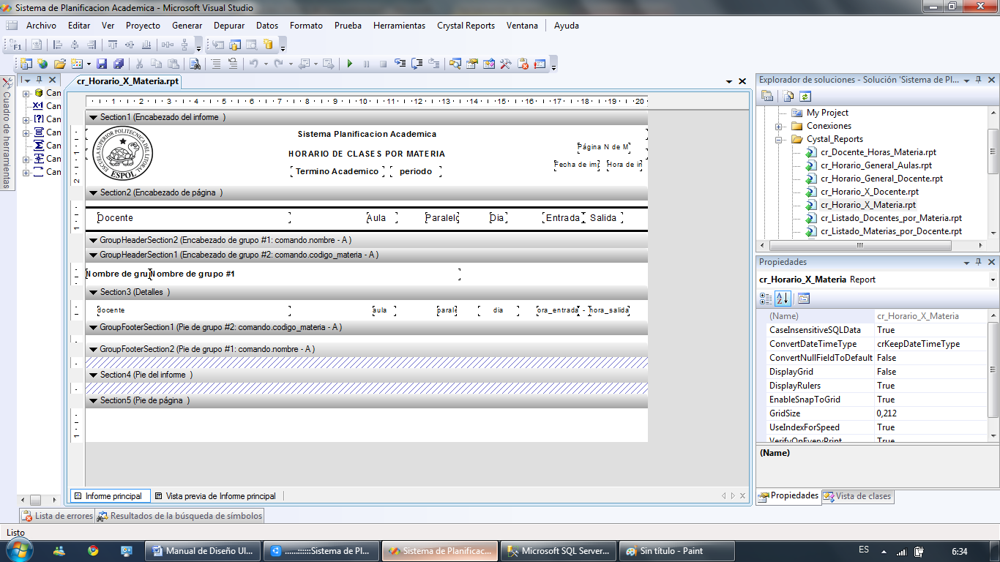 Sistema de Planificacion Academica - Microsoft Visual Studio
Archivo Editar Ver Proyecto Generar Depurar Datos Formato Prueba Herramientas Crystal Reports Ventana Ayuda
Cuadro de herramientas
Can
Can
Can
Can
Can
Can
Can
cr_Horario_X_Materia.rpt
1 2 3 4 5 6 7 8 9 10 11 12 13 14 15 16 17 18 19 20
Section1 (Encabezado del informe )
ESCUELA SUPERIOR POLITECNICA DEL LITORAL
ESPOL
Sistema Planificacion Academica
HORARIO DE CLASES POR MATERIA
Termino Academico periodo
Página N de M
Fecha de im Hora de in
Section2 (Encabezado de página )
Docente Aula Paralelo Dia Entrada Salida
GroupHeaderSection2 (Encabezado de grupo #1: comando.nombre - A )
GroupHeaderSection1 (Encabezado de grupo #2: comando.codigo_materia - A )
Nombre de gru Nombre de grupo #1
Section3 (Detalles )
docente aula parale dia ora_entrada - hora_salida
GroupFooterSection1 (Pie de grupo #2: comando.codigo_materia - A )
GroupFooterSection2 (Pie de grupo #1: comando.nombre - A )
Section4 (Pie del informe )
Section5 (Pie de página )
Informe principal Vista previa de Informe principal
Explorador de soluciones - Solución 'Sistema de Pl...
My Project
Conexiones
Cystal_Reports
cr_Docente_Horas_Materia.rpt
cr_Horario_General_Aulas.rpt
cr_Horario_General_Docente.rpt
cr_Horario_X_Docente.rpt
cr_Horario_X_Materia.rpt
cr_Listado_Docentes_por_Materia.rpt
cr_Listado_Materias_por_Docente.rpt
Propiedades
cr_Horario_X_Materia Report
(Name) cr_Horario_X_Materia
CaseInsensitiveSQLData True
ConvertDateTimeType crKeepDateTimeType
ConvertNullFieldToDefault False
DisplayGrid False
DisplayRulers True
EnableSnapToGrid True
GridSize 0,212
UseIndexForSpeed True
VerifyOnEveryPrint True
(Name)
Propiedades Vista de clases
Lista de errores Resultados de la búsqueda de símbolos
Listo
Manual de Diseño UI... ......::::::Sistema de Pl... Sistema de Planificac... Microsoft SQL Server... Sin título - Paint ES 6:34